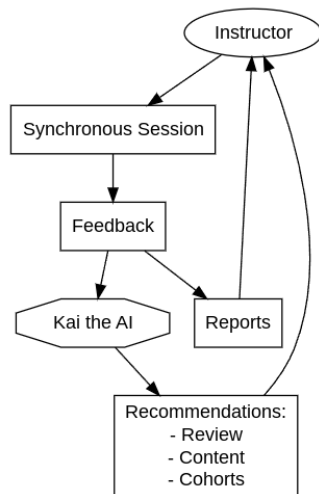 Instructor
Synchronous Session
Feedback
Kai the AI
Reports
Recommendations:
- Review
- Content
- Cohorts